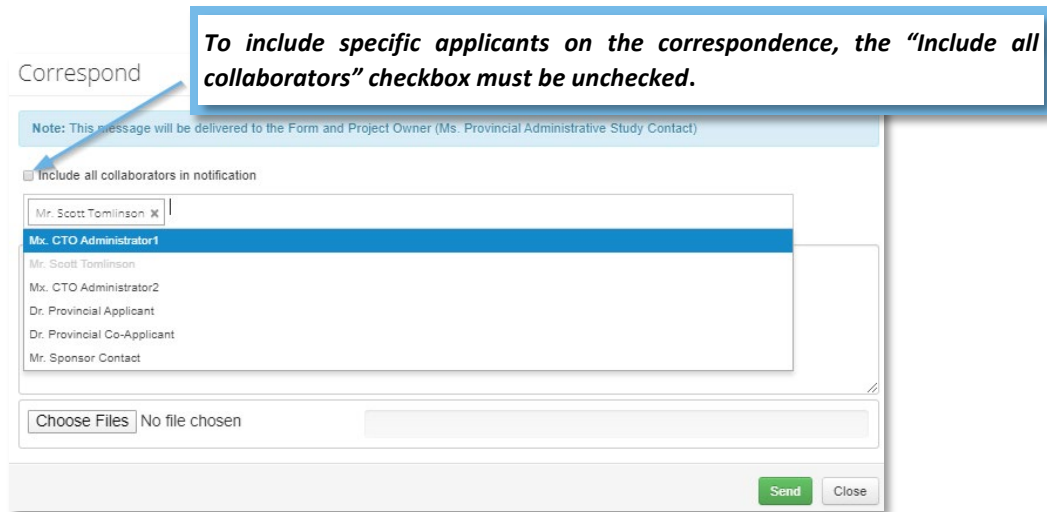 To include specific applicants on the correspondence, the “Include all
collaborators” checkbox must be unchecked.
Correspond
Note: This message will be delivered to the Form and Project Owner (Ms. Provincial Administrative Study Contact)
Include all collaborators in notification
Mr. Scott Tomlinson ×
Mx. CTO Administrator1
Mr. Scott Tomlinson
Mx. CTO Administrator2
Dr. Provincial Applicant
Dr. Provincial Co-Applicant
Mr. Sponsor Contact
Choose Files No file chosen
Send Close